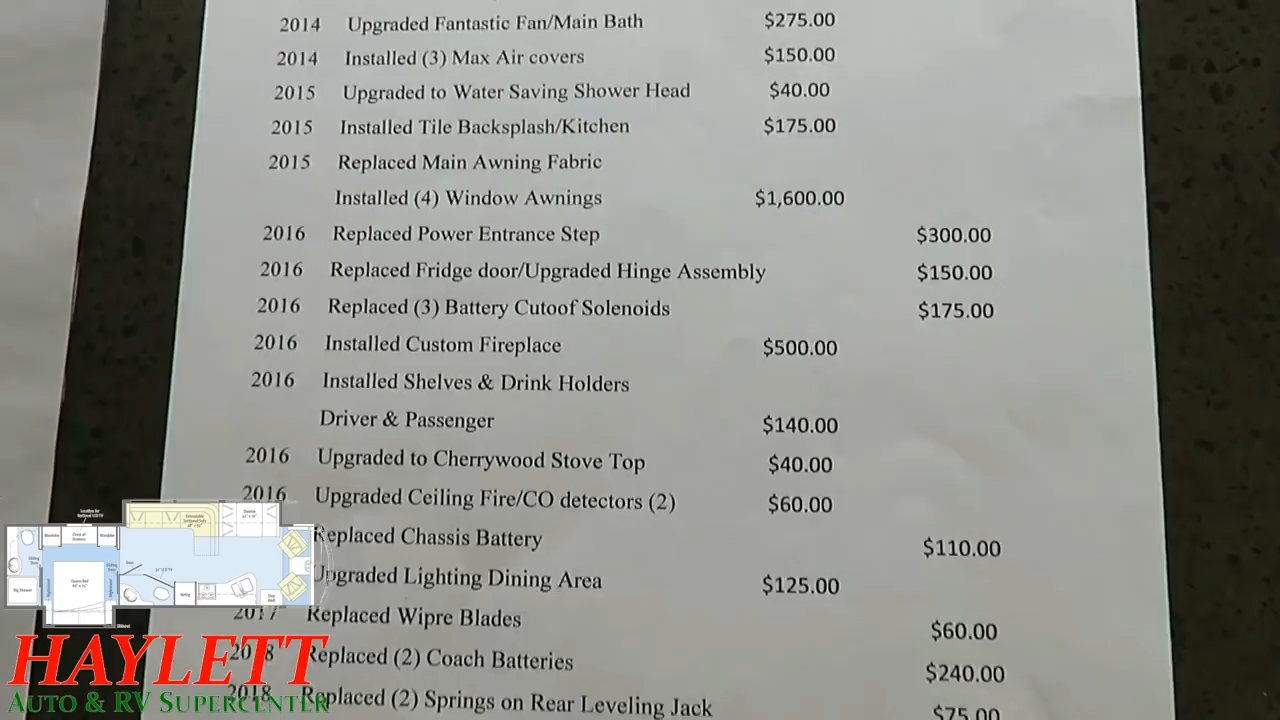 2014 Upgraded Fantastic Fan/Main Bath $275.00
2014 Installed (3) Max Air covers $150.00
2015 Upgraded to Water Saving Shower Head $40.00
2015 Installed Tile Backsplash/Kitchen $175.00
2015 Replaced Main Awning Fabric
Installed (4) Window Awnings $1,600.00
2016 Replaced Power Entrance Step $300.00
2016 Replaced Fridge door/Upgraded Hinge Assembly $150.00
2016 Replaced (3) Battery Cutoof Solenoids $175.00
2016 Installed Custom Fireplace $500.00
2016 Installed Shelves & Drink Holders
Driver & Passenger $140.00
2016 Upgraded to Cherrywood Stove Top $40.00
2016 Upgraded Ceiling Fire/CO detectors (2) $60.00
Replaced Chassis Battery $110.00
Upgraded Lighting Dining Area $125.00
2017 Replaced Wipre Blades $60.00
2018 Replaced (2) Coach Batteries $240.00
2018 Replaced (2) Springs on Rear Leveling Jack $75.00
HAYLETT
AUTO & RV SUPERCENTER